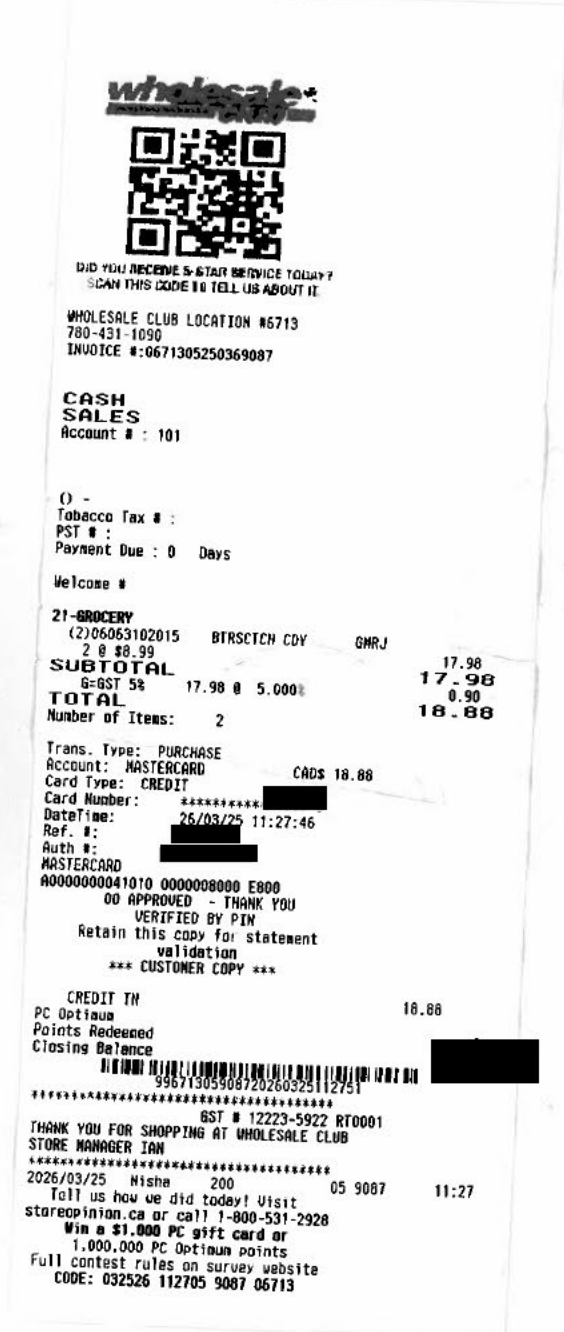 wholesale
CLUB
DID YOU RECEIVE 5-STAR SERVICE TODAY?
SCAN THIS CODE TO TELL US ABOUT IT
WHOLESALE CLUB LOCATION #6713
780-431-1090
INVOICE #:0671305250369087
CASH
SALES
Account # : 101
() -
Tobacco Tax # :
PST # :
Payment Due : 0 Days
Welcome #
21-GROCERY
(2)06063102015 BTRSCTCH CDY GMRJ
2 @ $8.99 17.98
SUBTOTAL 17.98
G=GST 5% 17.98 @ 5.000% 0.90
TOTAL 18.88
Number of Items: 2
Trans. Type: PURCHASE
Account: MASTERCARD CAD$ 18.88
Card Type: CREDIT
Card Number: **********
DateTime: 26/03/25 11:27:46
Ref. #:
Auth #:
MASTERCARD
A0000000041010 0000008000 E800
00 APPROVED - THANK YOU
VERIFIED BY PIN
Retain this copy for statement
validation
*** CUSTOMER COPY ***
CREDIT TN 18.88
PC Optimum
Points Redeemed
Closing Balance
99671305908720260325112751
************************************
GST # 12223-5922 RT0001
THANK YOU FOR SHOPPING AT WHOLESALE CLUB
STORE MANAGER IAN
************************************
2026/03/25 Nisha 200 05 9087 11:27
Tell us how we did today! Visit
storeopinion.ca or call 1-800-531-2928
Win a $1,000 PC gift card or
1,000,000 PC Optimum points
Full contest rules on survey website
CODE: 032526 112705 9087 06713